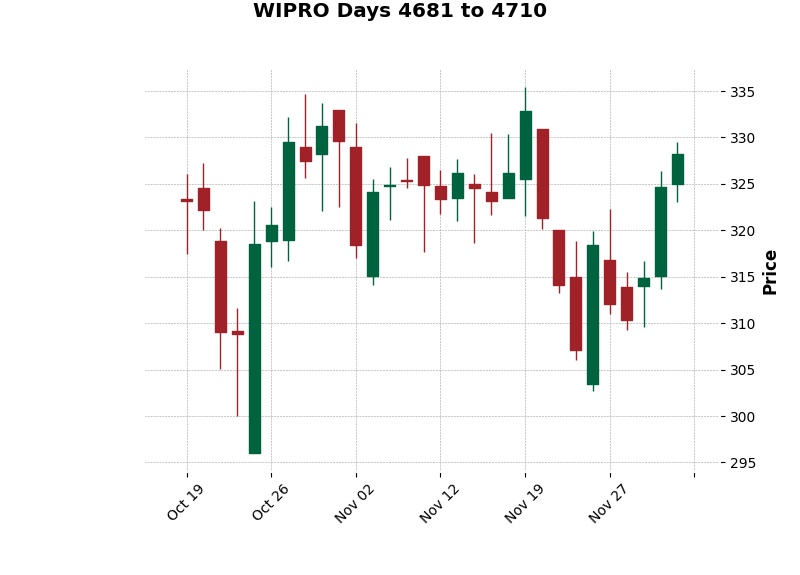 WIPRO Days 4681 to 4710
335
330
325
320
315
310
305
300
295
Price
Oct 19
Oct 26
Nov 02
Nov 12
Nov 19
Nov 27